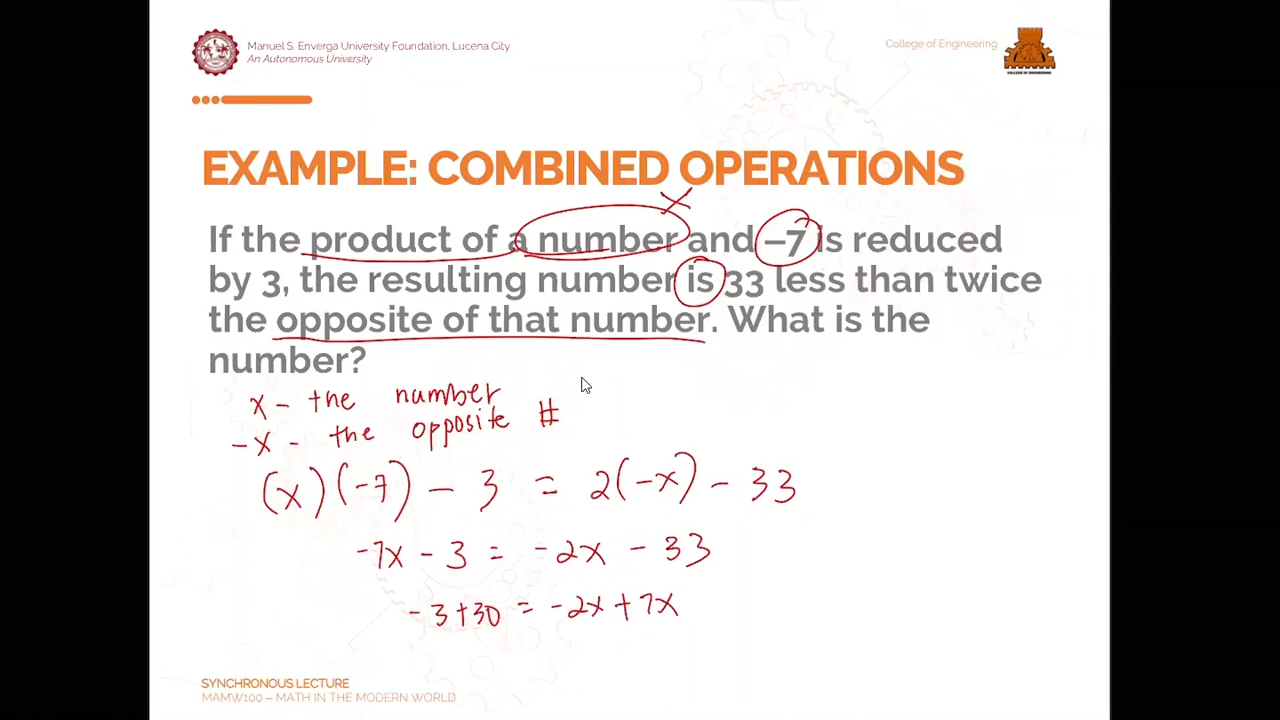 Manuel S. Enverga University Foundation, Lucena City
An Autonomous University
College of Engineering
COLLEGE OF ENGINEERING
EXAMPLE: COMBINED OPERATIONS
x
If the product of a number and –7 is reduced
by 3, the resulting number is 33 less than twice
the opposite of that number. What is the
number?
x - the number
-x - the opposite #
(x)(-7) - 3 = 2(-x) - 33
-7x - 3 = -2x - 33
-3+30 = -2x + 7x
SYNCHRONOUS LECTURE
MAMW100 – MATH IN THE MODERN WORLD